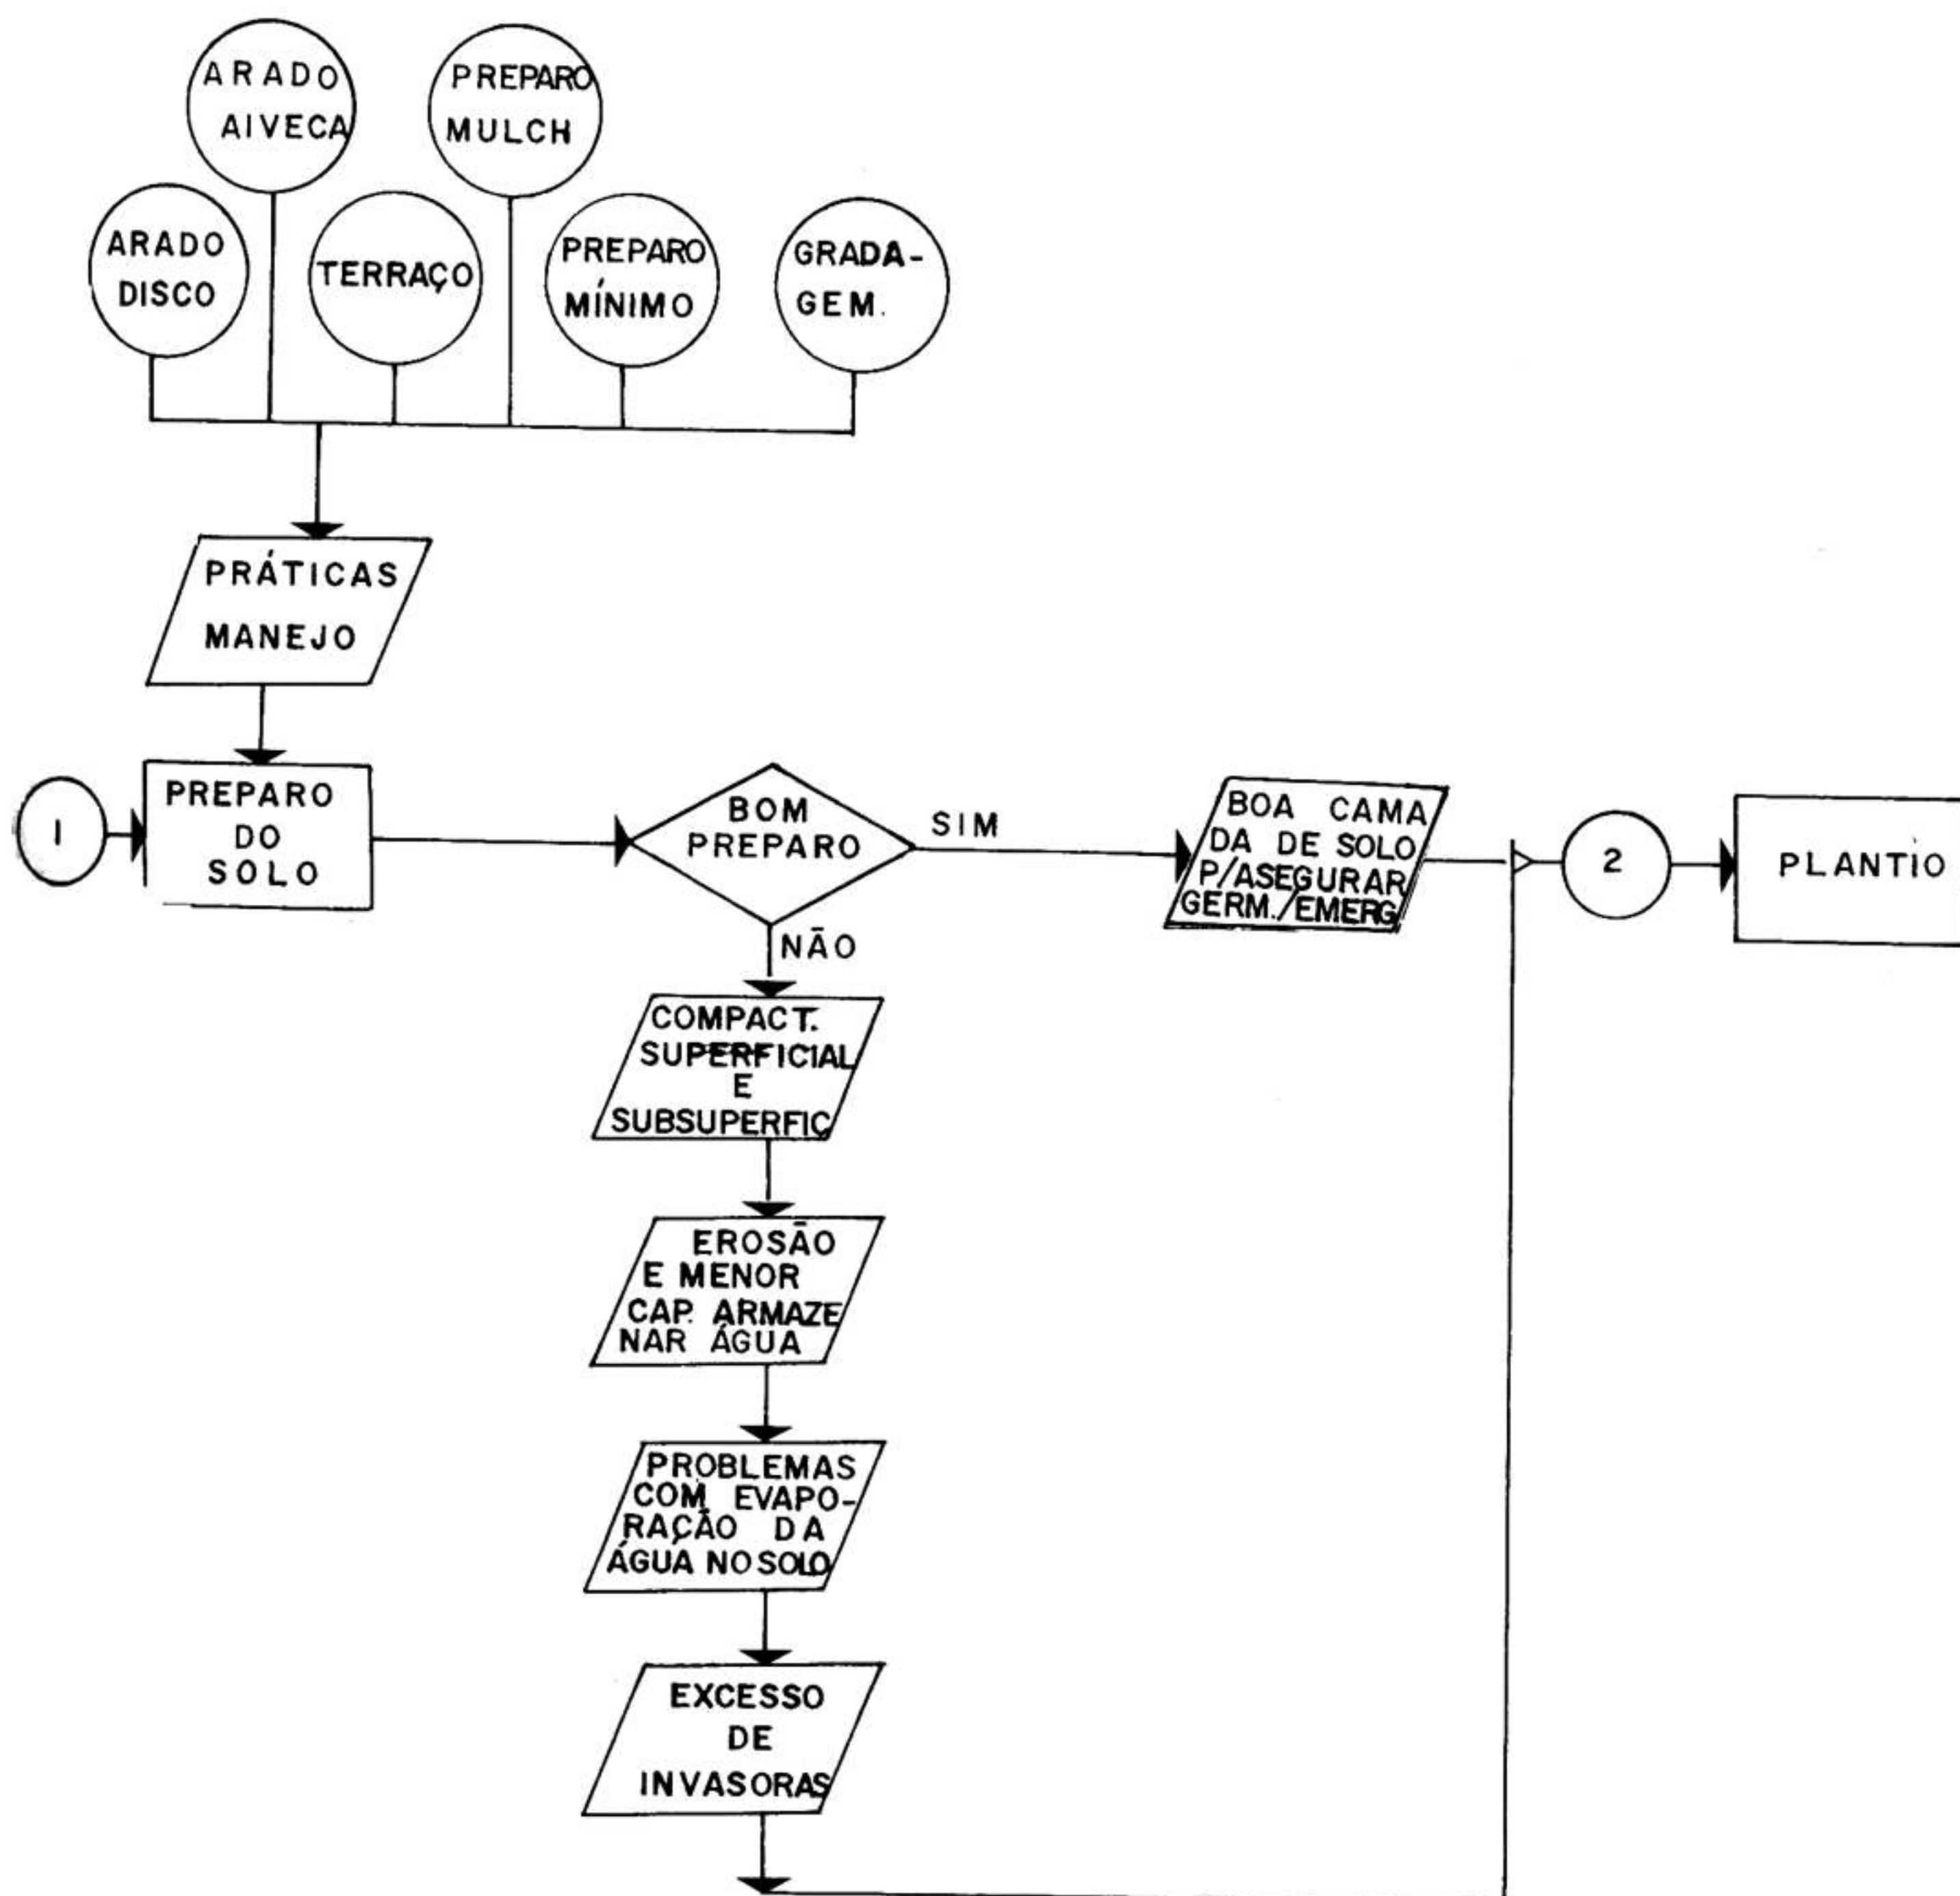 ARADO
AIVECA
PREPARO
MULCH
ARADO
DISCO
TERRAÇO
PREPARO
MÍNIMO
GRADA-
GEM.
PRÁTICAS
MANEJO
1
PREPARO
DO
SOLO
BOM
PREPARO
SIM
BOA CAMA
DA DE SOLO
P/ASEGURAR
GERM./EMERG
2
PLANTIO
NÃO
COMPACT.
SUPERFICIAL
E
SUBSUPERFIC
EROSÃO
E MENOR
CAP. ARMAZE
NAR ÁGUA
PROBLEMAS
COM EVAPO-
RAÇÃO DA
ÁGUA NO SOLO
EXCESSO
DE
INVASORAS